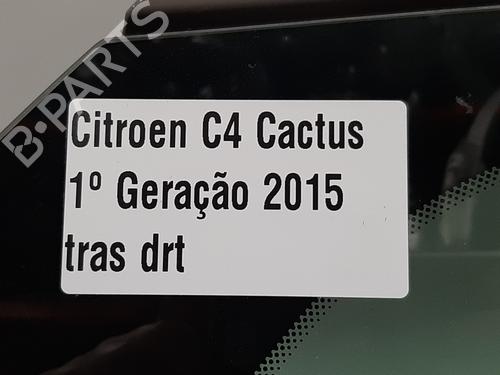 B-PARTS
Citroen C4 Cactus
1º Geração 2015
tras drt